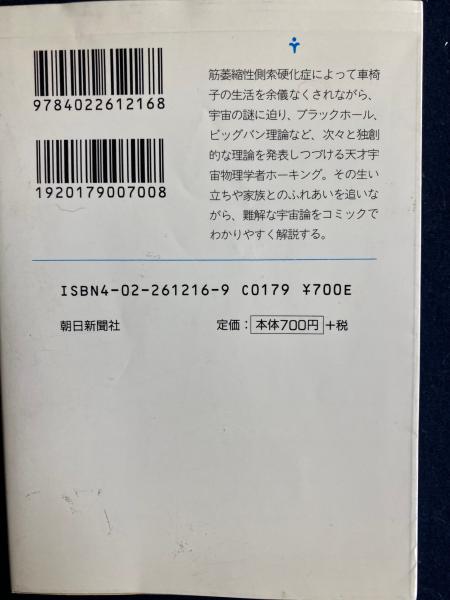 9784022612168
1920179007008
筋萎縮性側索硬化症によって車椅
子の生活を余儀なくされながら、
宇宙の謎に迫り、ブラックホール、
ビッグバン理論など、次々と独創
的な理論を発表しつづける天才宇
宙物理学者ホーキング。その生い
立ちや家族とのふれあいを追いな
がら、難解な宇宙論をコミックで
わかりやすく解説する。
ISBN4-02-261216-9 C0179 ¥700E
朝日新聞社 定価：本体700円+税